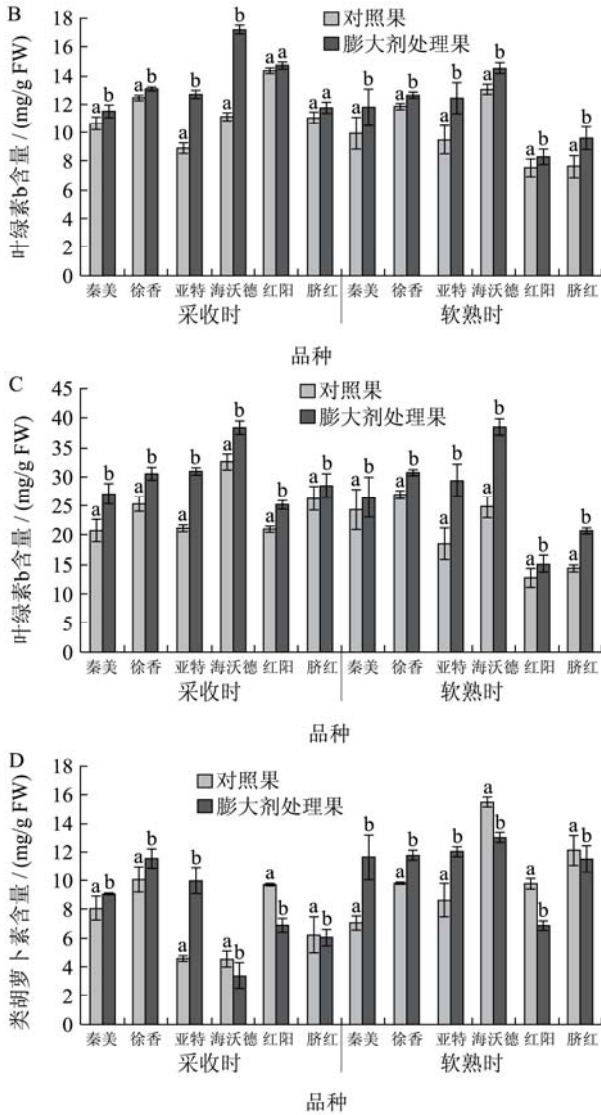 B
对照果
膨大剂处理果
叶绿素b含量 / (mg/g FW)
18
16
14
12
10
8
6
4
2
0
a b a b a b a b a a a a a b a b a b a b a b a b
秦美 徐香 亚特 海沃德 红阳 脐红 秦美 徐香 亚特 海沃德 红阳 脐红
采收时 软熟时
品种
C
对照果
膨大剂处理果
叶绿素b含量 / (mg/g FW)
45
40
35
30
25
20
15
10
5
0
a b a b a b a b a b a b a b a b a b a b a b a b
秦美 徐香 亚特 海沃德 红阳 脐红 秦美 徐香 亚特 海沃德 红阳 脐红
采收时 软熟时
品种
D
对照果
膨大剂处理果
类胡萝卜素含量 / (mg/g FW)
18
16
14
12
10
8
6
4
2
0
a b a b a b a b a b a b a b a b a b a b a b a b
秦美 徐香 亚特 海沃德 红阳 脐红 秦美 徐香 亚特 海沃德 红阳 脐红
采收时 软熟时
品种